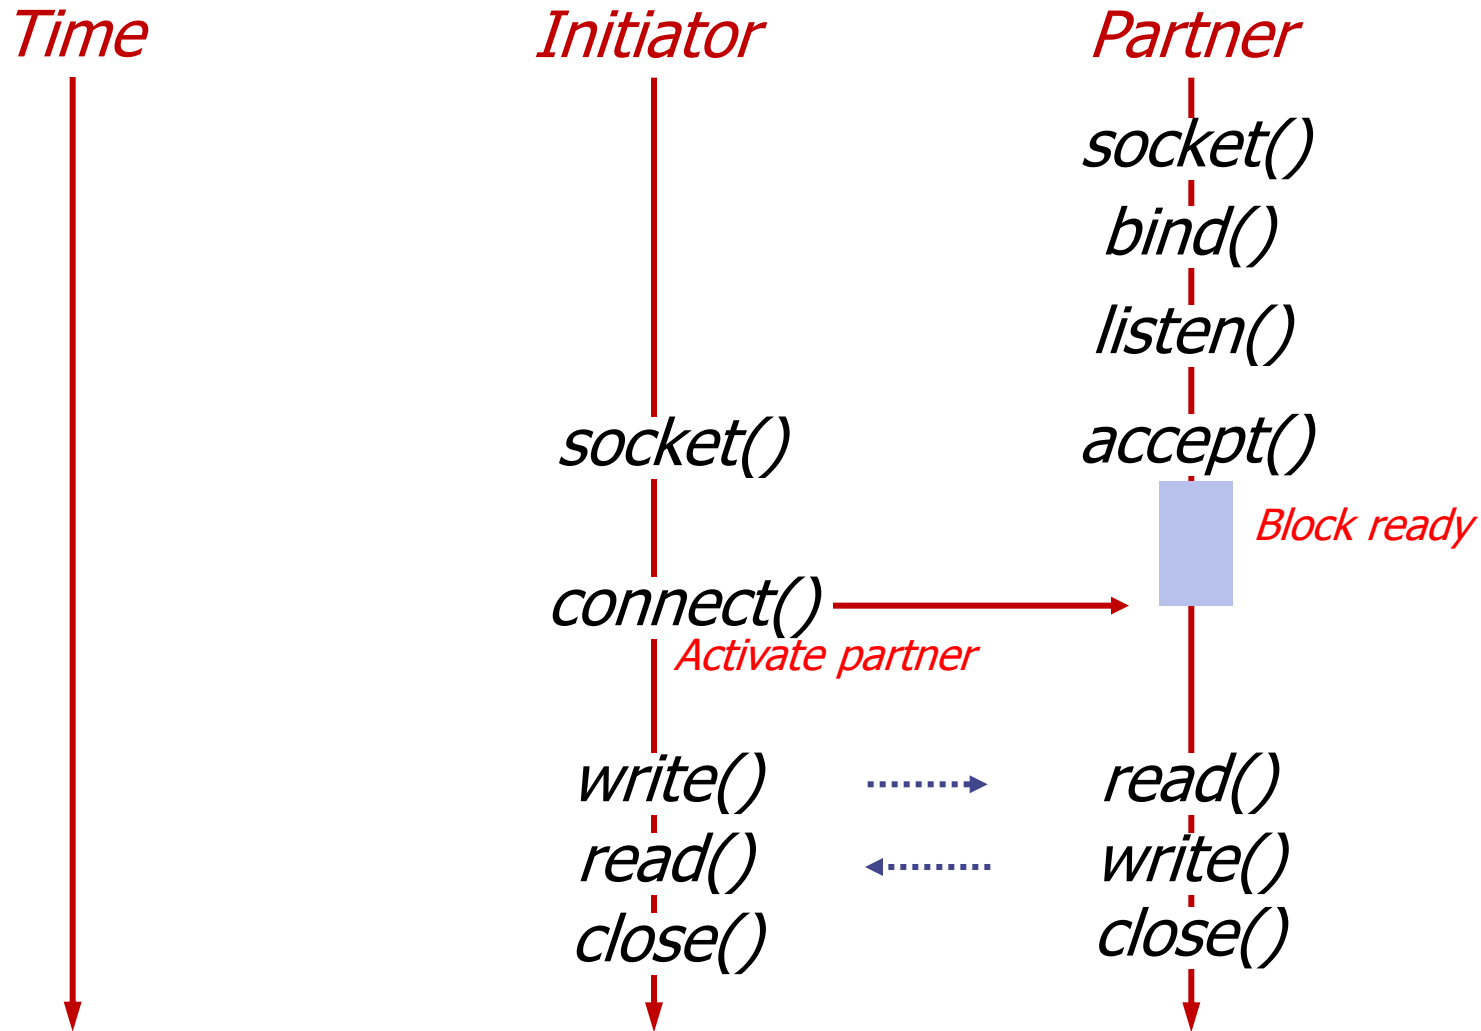 Time Initiator Partner
socket()
bind()
listen()
socket() accept()
Block ready
connect()
Activate partner
write() read()
read() write()
close() close()